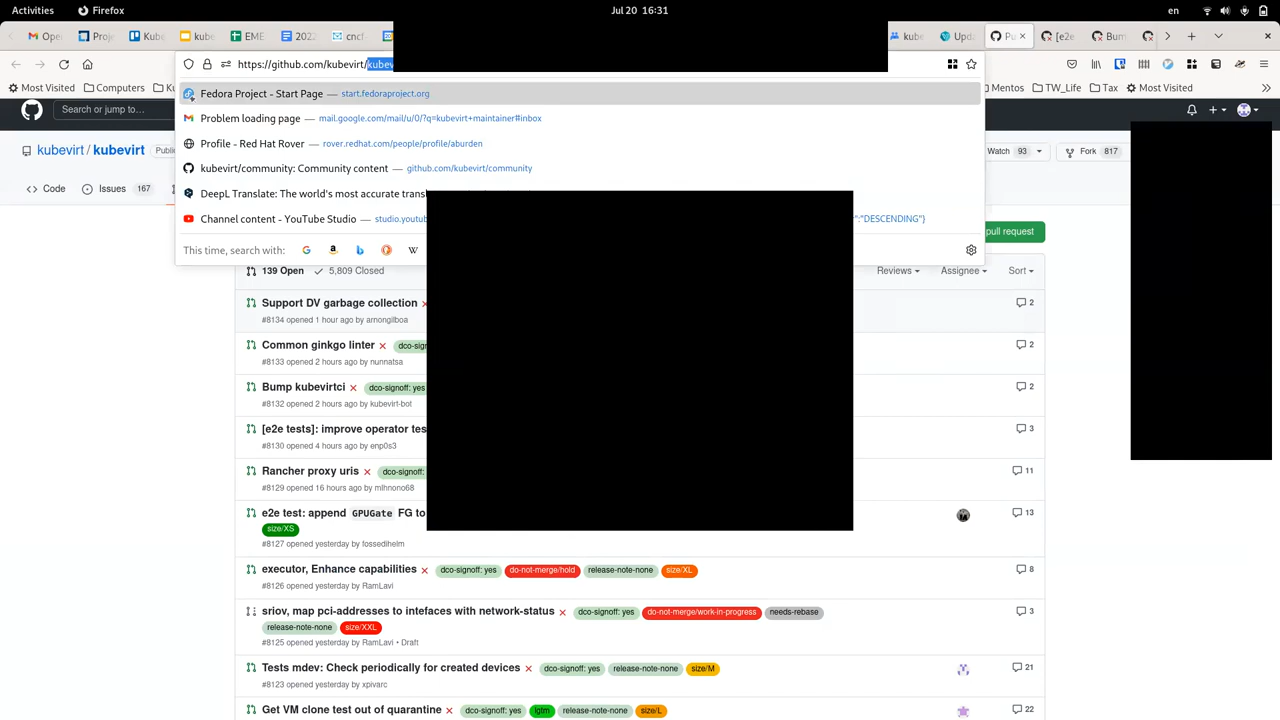 Activities Firefox Jul 20 16:31 en
Ope Proje Kube EME 2022 cncf kube Upda Pu [e2e Bum Kube
https://github.com/kubevirt/kubev
Most Visited Computers Mentos TW_Life Tax Most Visited
Fedora Project - Start Page — start.fedoraproject.org
Problem loading page — mail.google.com/mail/u/0/?q=kubevirt+maintainer#inbox
Profile - Red Hat Rover — rover.redhat.com/people/profile/aburden
kubevirt/community: Community content — github.com/kubevirt/community
DeepL Translate: The world's most accurate trans
Channel content - YouTube Studio — studio.youtub ":"DESCENDING"}
This time, search with:
Search or jump to…
kubevirt / kubevirt Public Watch 93 Fork 817
Code Issues 167
pull request
139 Open 5,809 Closed Reviews Assignee Sort
Support DV garbage collection 2
#8134 opened 1 hour ago by arnongilboa
Common ginkgo linter dco-sign 2
#8133 opened 2 hours ago by nunnatsa
Bump kubevirtci dco-signoff: yes 2
#8132 opened 2 hours ago by kubevirt-bot
[e2e tests]: improve operator tes 3
#8130 opened 4 hours ago by enp0s3
Rancher proxy uris dco-signoff: 11
#8129 opened 16 hours ago by mlhnono68
e2e test: append GPUGate FG to 13
size/XS
#8127 opened yesterday by fossedihelm
executor, Enhance capabilities dco-signoff: yes do-not-merge/hold release-note-none size/XL 8
#8126 opened yesterday by RamLavi
sriov, map pci-addresses to intefaces with network-status dco-signoff: yes do-not-merge/work-in-progress needs-rebase 3
release-note-none size/XXL
#8125 opened yesterday by RamLavi • Draft
Tests mdev: Check periodically for created devices dco-signoff: yes release-note-none size/M 21
#8123 opened yesterday by xpivarc
Get VM clone test out of quarantine dco-signoff: yes lgtm release-note-none size/L 22